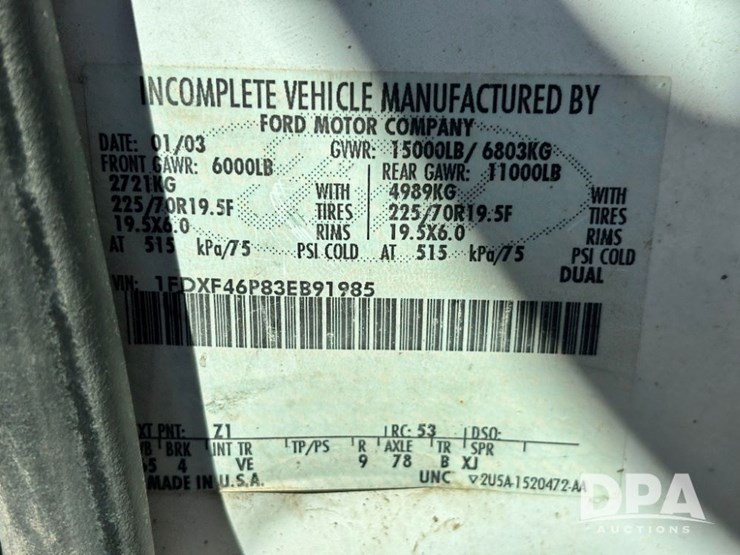 INCOMPLETE VEHICLE MANUFACTURED BY
FORD MOTOR COMPANY
DATE: 01/03 GVWR: 15000LB/ 6803KG
FRONT GAWR: 6000LB REAR GAWR: 11000LB
2721KG WITH 4989KG WITH
225/70R19.5F TIRES 225/70R19.5F TIRES
19.5X6.0 RIMS 19.5X6.0 RIMS
AT 515 kPa/75 PSI COLD AT 515 kPa/75 PSI COLD
DUAL
VIN: 1FDXF46P83EB91985
XT PNT: Z1 RC: 53 DSO:
B BRK INT TR TP/PS R AXLE TR SPR
65 4 VE 9 78 B XJ
MADE IN U.S.A. UNC 2U5A-1520472-AA
DPA
AUCTIONS